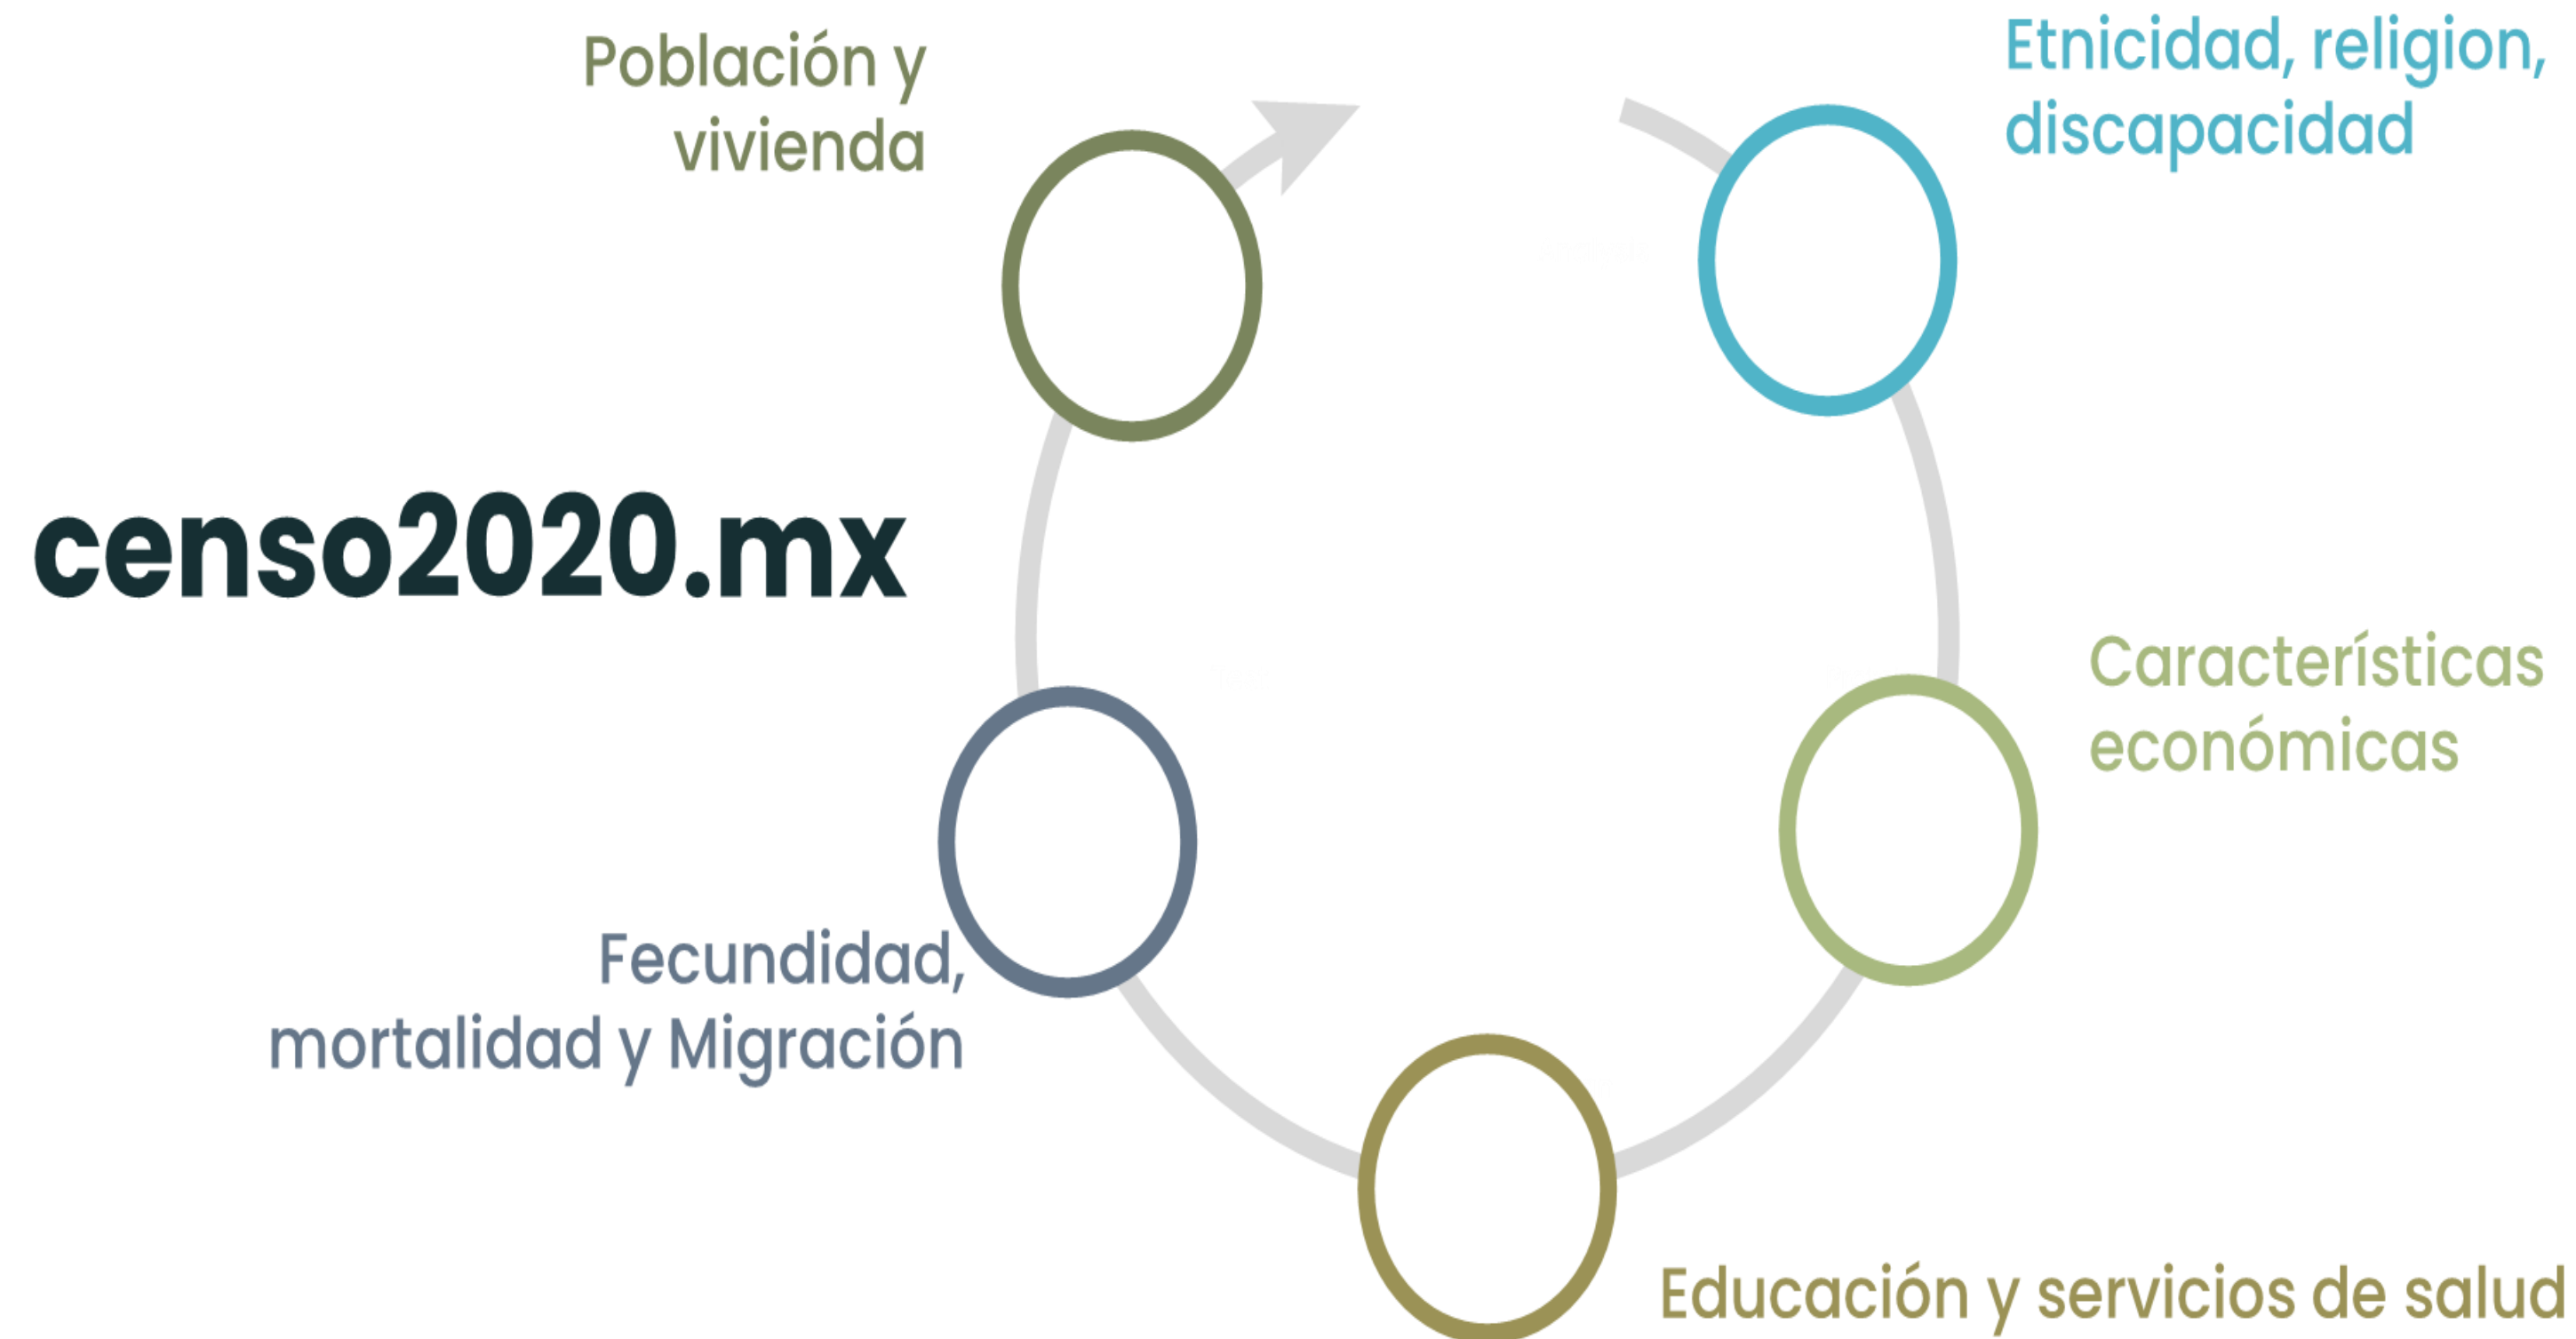 Población y
vivienda
Etnicidad, religion,
discapacidad
censo2020.mx
Características
económicas
Fecundidad,
mortalidad y Migración
Educación y servicios de salud